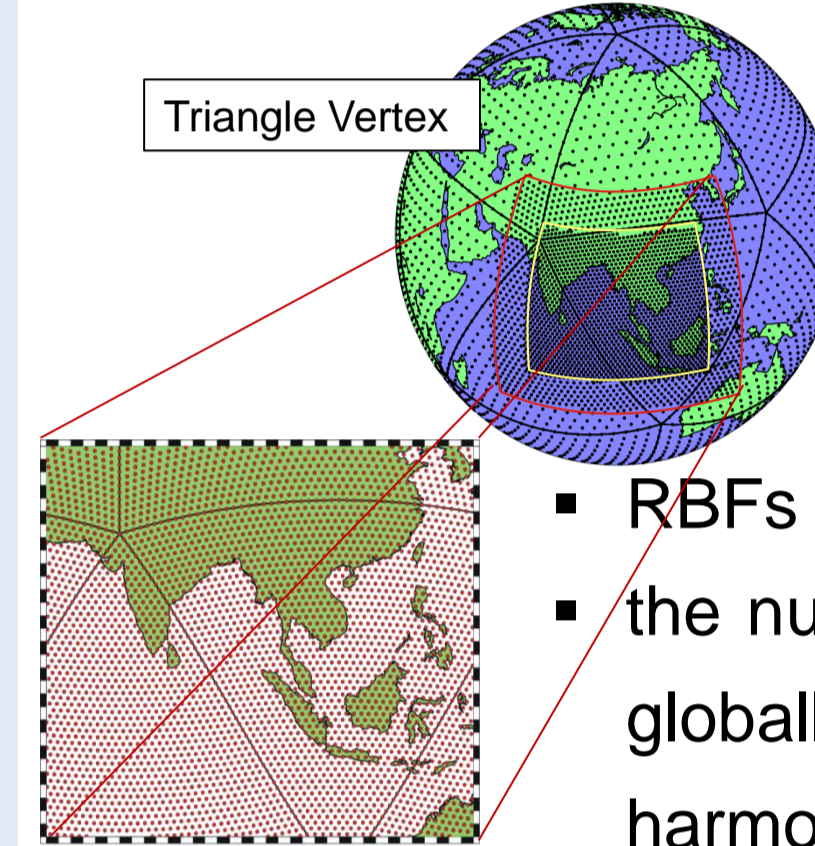 Triangle Vertex
▪ RBFs
▪ the nu
globall
harmo